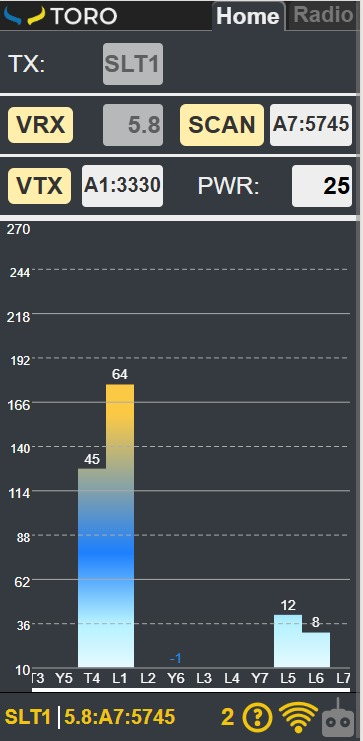 TORO Home Radio
TX: SLT1
VRX 5.8 SCAN A7:5745
VTX A1:3330 PWR: 25
270
244
218
192
166
140
114
88
62
36
10
64
45
12
8
-1
T3 Y5 T4 L1 L2 Y6 L3 L4 Y7 L5 L6 L7
SLT1 5.8:A7:5745 2 ?